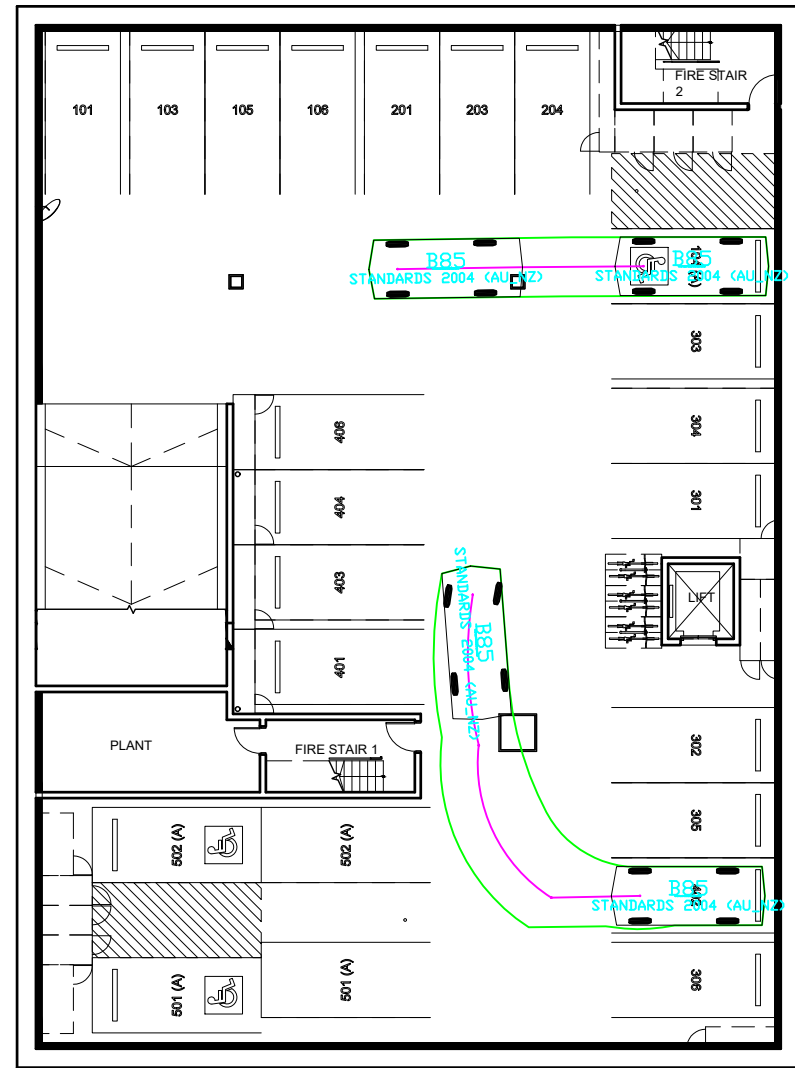 FIRE STAIR
2
101
103
105
106
201
203
204
B85
STANDARDS 2004 (AU_NZ)
B85
STANDARDS 2004 (AU_NZ)
303
304
301
406
404
403
401
B85
STANDARDS 2004 (AU_NZ)
LIFT
302
305
PLANT
FIRE STAIR 1
502 (A)
502 (A)
B85
STANDARDS 2004 (AU_NZ)
501 (A)
501 (A)
306